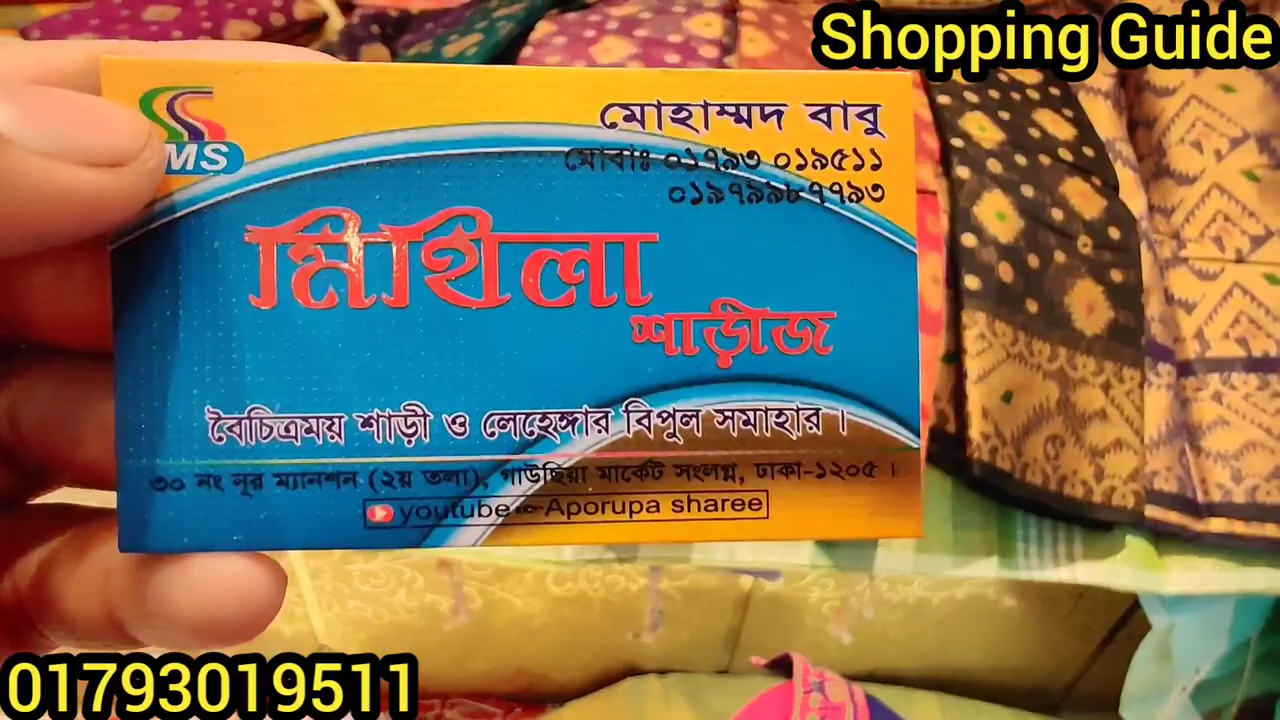 Shopping Guide
MS
মোহাম্মদ বাবু
মোবাঃ ০১৭৯৩ ০১৯৫১১
০১৯৭৯৯৮৭৭৯৩
মিথিলা
শাড়ীজ
বৈচিত্রময় শাড়ী ও লেহেঙ্গার বিপুল সমাহার।
৩০ নং নূর ম্যানশন (২য় তলা), গাউছিয়া মার্কেট সংলগ্ন, ঢাকা-১২০৫।
youtube Aporupa sharee
01793019511